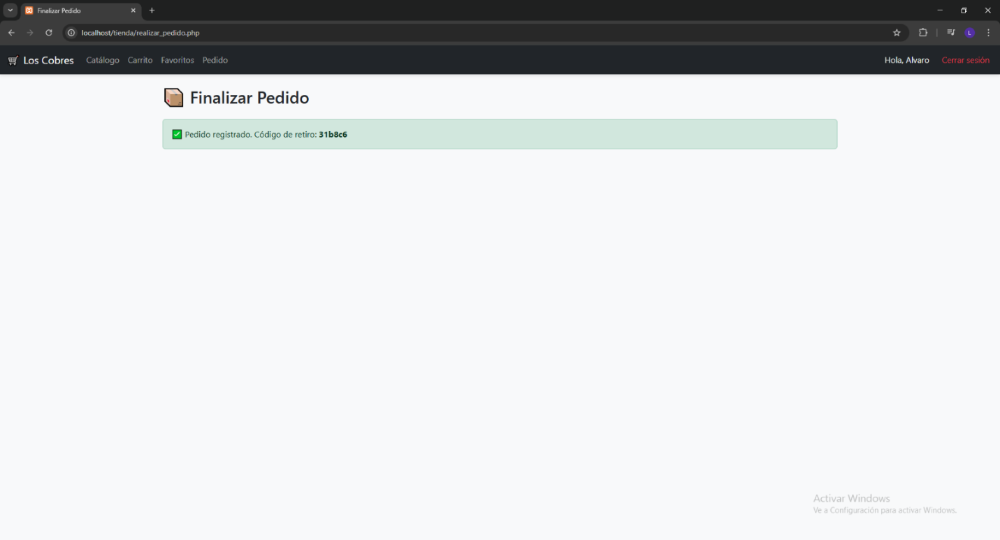 Finalizar Pedido
localhost/tienda/realizar_pedido.php
L
Los Cobres Catálogo Carrito Favoritos Pedido Hola, Alvaro Cerrar sesión
Finalizar Pedido
Pedido registrado. Código de retiro: 31b8c6
Activar Windows
Ve a Configuración para activar Windows.